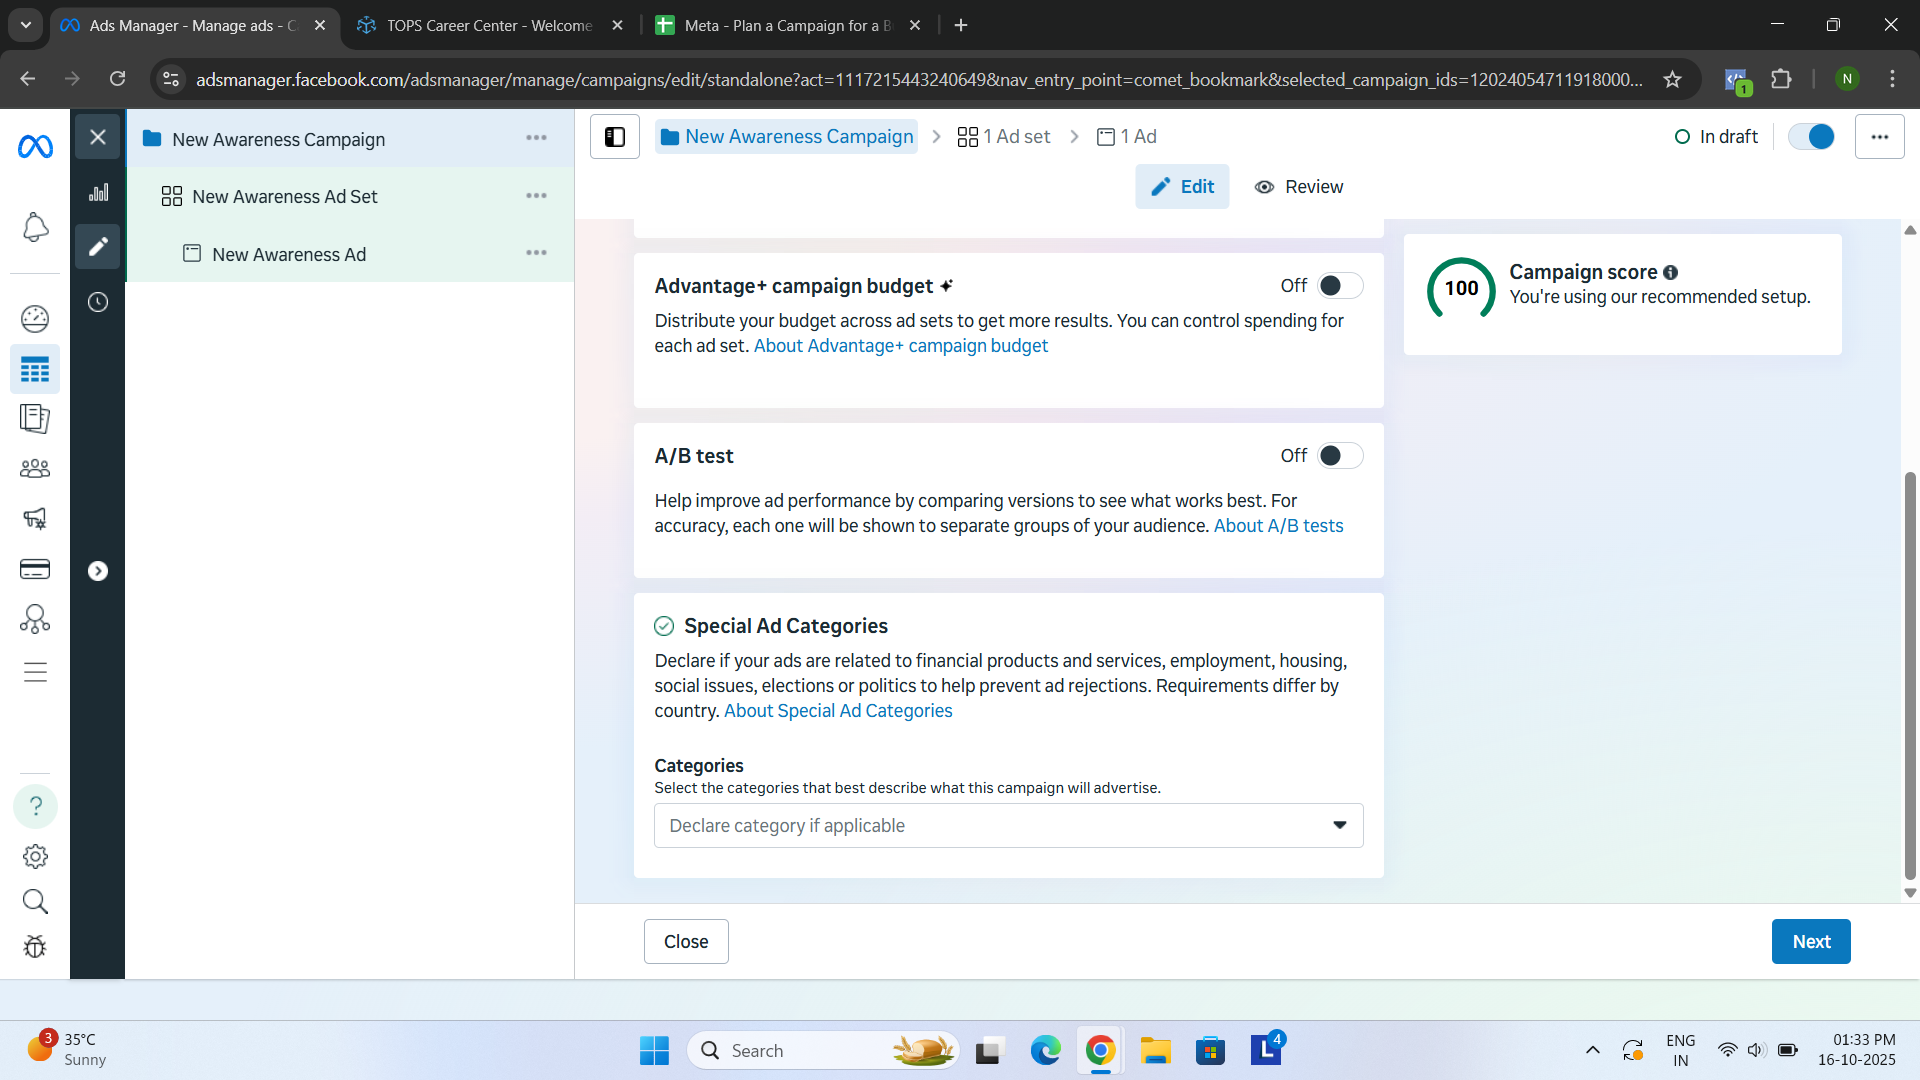 Ads Manager - Manage ads - C
TOPS Career Center - Welcome
Meta - Plan a Campaign for a B
adsmanager.facebook.com/adsmanager/manage/campaigns/edit/standalone?act=1117215443240649&nav_entry_point=comet_bookmark&selected_campaign_ids=12024054711918000...
1
N
New Awareness Campaign
New Awareness Ad Set
New Awareness Ad
New Awareness Campaign
1 Ad set
1 Ad
In draft
Edit
Review
Advantage+ campaign budget
Off
Distribute your budget across ad sets to get more results. You can control spending for
each ad set. About Advantage+ campaign budget
100
Campaign score
You're using our recommended setup.
A/B test
Off
Help improve ad performance by comparing versions to see what works best. For
accuracy, each one will be shown to separate groups of your audience. About A/B tests
Special Ad Categories
Declare if your ads are related to financial products and services, employment, housing,
social issues, elections or politics to help prevent ad rejections. Requirements differ by
country. About Special Ad Categories
Categories
Select the categories that best describe what this campaign will advertise.
Declare category if applicable
Close
Next
3
35°C
Sunny
Search
4
ENG
IN
01:33 PM
16-10-2025